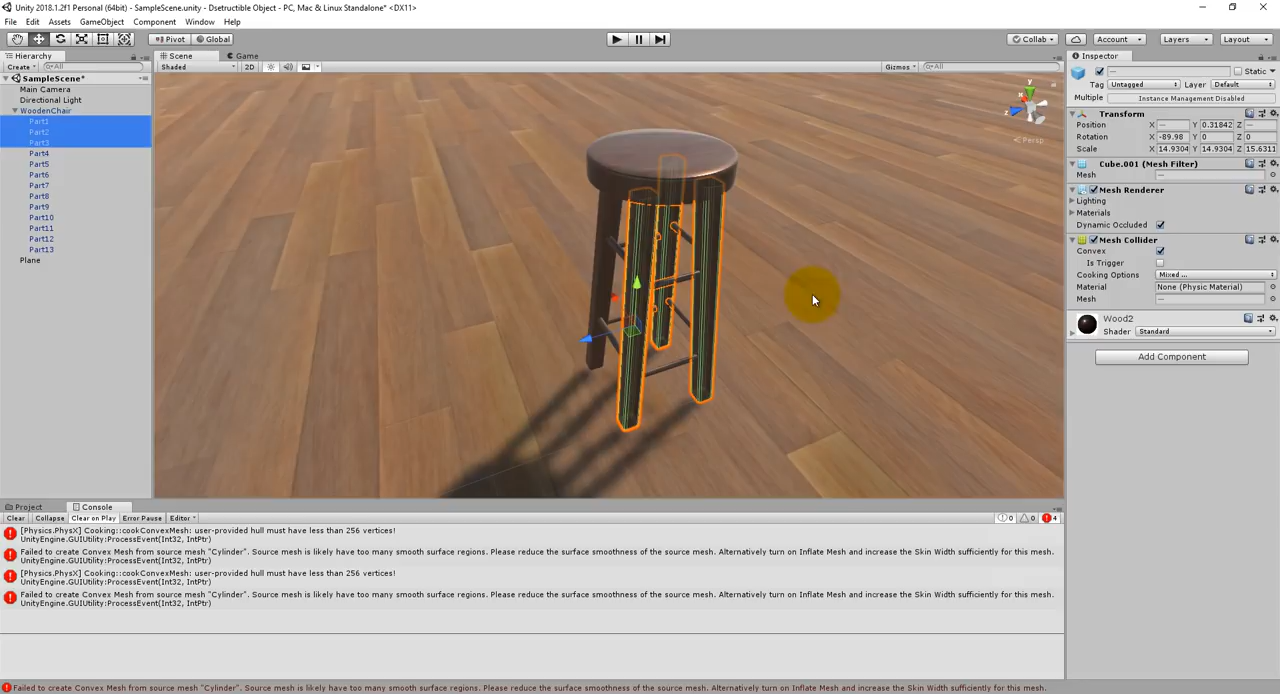 Unity 2018.1.2f1 Personal (64bit) - SampleScene.unity - Dsetructible Object - PC, Mac & Linux Standalone* <DX11>
File Edit Assets GameObject Component Window Help
Pivot Global Collab Account Layers Layout
Hierarchy Scene Game Inspector
Create All Shaded 2D Gizmos All Static
SampleScene* Tag Untagged Layer Default
Main Camera Multiple Instance Management Disabled
Directional Light
WoodenChair Transform
Part1 Position X — Y 0.31842 Z —
Part2 Rotation X -89.98 Y 0 Z 0
Part3 Scale X 14.9304 Y 14.9304 Z 15.6311
Part4
Part5 Cube.001 (Mesh Filter)
Part6 Mesh —
Part7 Mesh Renderer
Part8 Lighting
Part9 Materials
Part10 Dynamic Occluded
Part11 Mesh Collider
Part12 Convex
Part13 Is Trigger
Plane Cooking Options Mixed ...
Material None (Physic Material)
Mesh —
Wood2
Shader Standard
Add Component
y
x
z
Persp
Project Console
Clear Collapse Clear on Play Error Pause Editor 0 0 4
[Physics.PhysX] Cooking::cookConvexMesh: user-provided hull must have less than 256 vertices!
UnityEngine.GUIUtility:ProcessEvent(Int32, IntPtr)
Failed to create Convex Mesh from source mesh "Cylinder". Source mesh is likely have too many smooth surface regions. Please reduce the surface smoothness of the source mesh. Alternatively turn on Inflate Mesh and increase the Skin Width sufficiently for this mesh.
UnityEngine.GUIUtility:ProcessEvent(Int32, IntPtr)
[Physics.PhysX] Cooking::cookConvexMesh: user-provided hull must have less than 256 vertices!
UnityEngine.GUIUtility:ProcessEvent(Int32, IntPtr)
Failed to create Convex Mesh from source mesh "Cylinder". Source mesh is likely have too many smooth surface regions. Please reduce the surface smoothness of the source mesh. Alternatively turn on Inflate Mesh and increase the Skin Width sufficiently for this mesh.
UnityEngine.GUIUtility:ProcessEvent(Int32, IntPtr)
Failed to create Convex Mesh from source mesh "Cylinder". Source mesh is likely have too many smooth surface regions. Please reduce the surface smoothness of the source mesh. Alternatively turn on Inflate Mesh and increase the Skin Width sufficiently for this mesh.